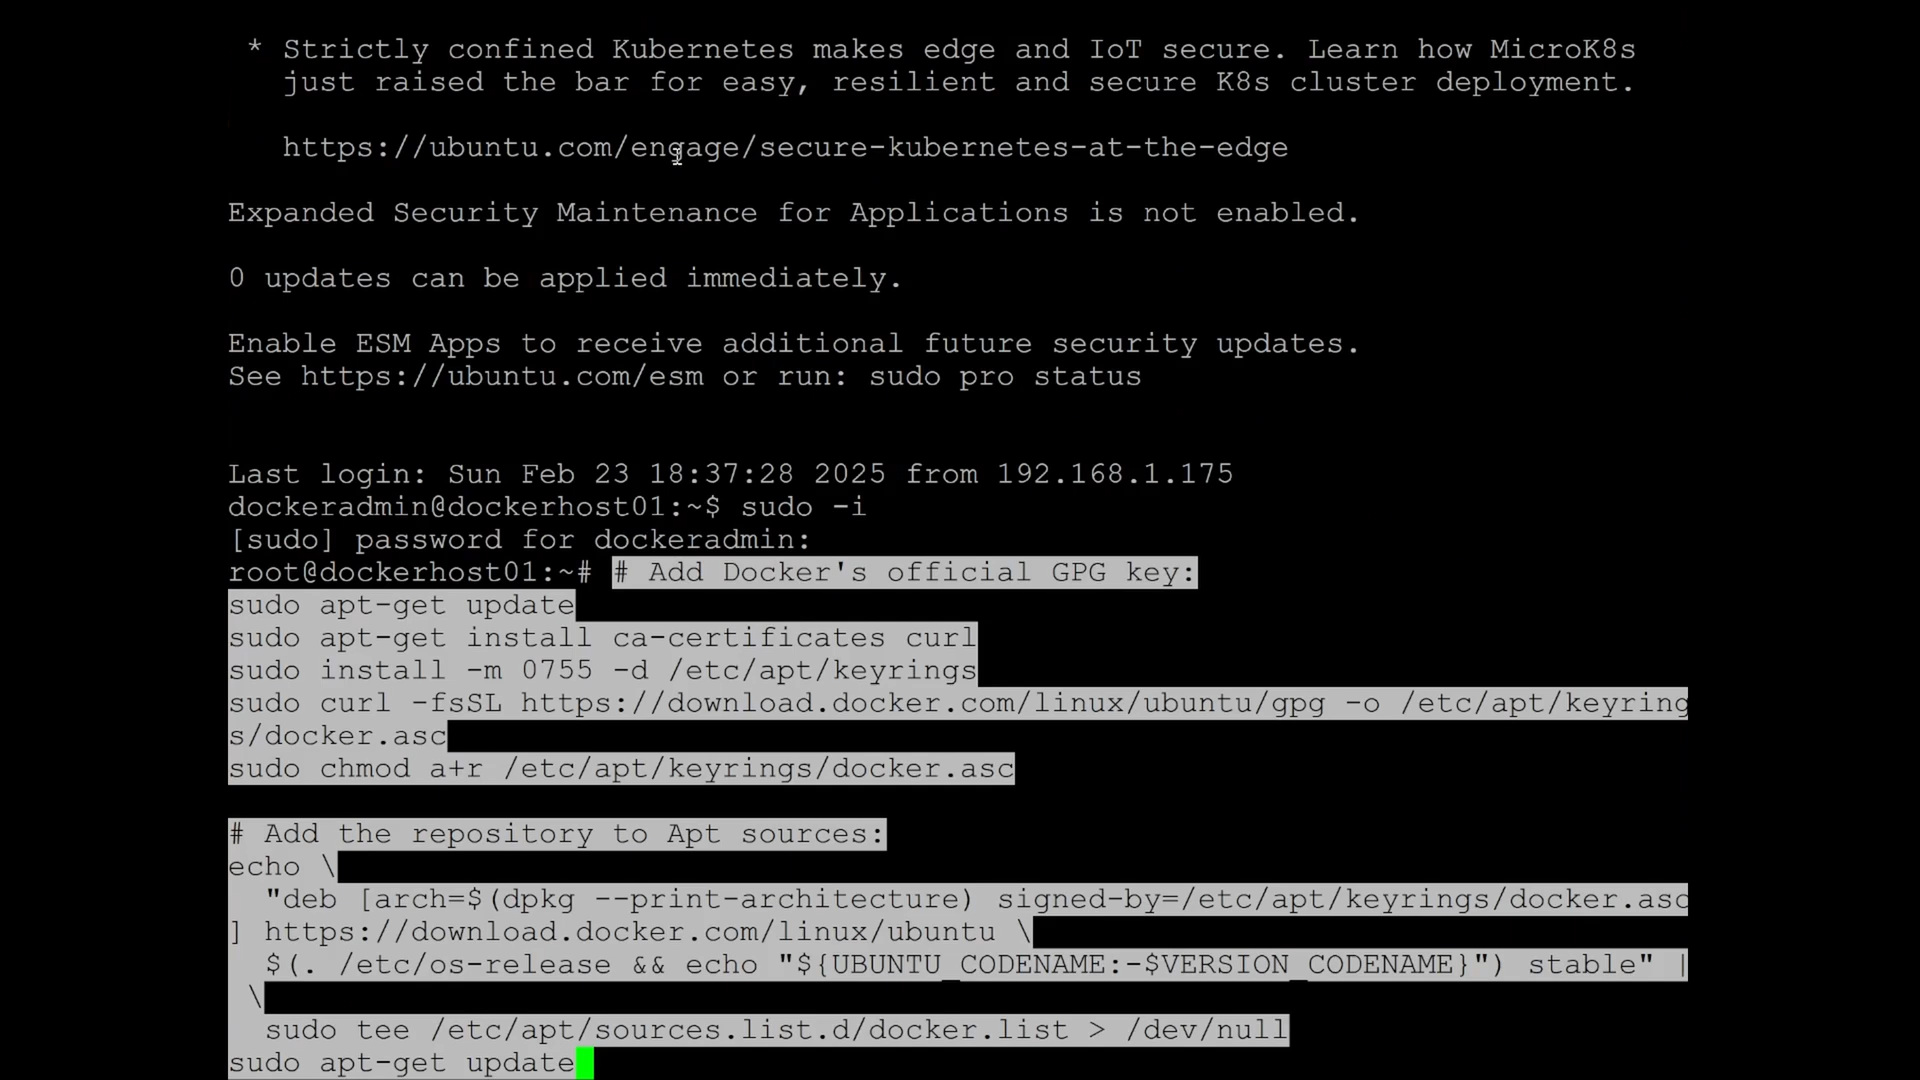 * Strictly confined Kubernetes makes edge and IoT secure. Learn how MicroK8s
just raised the bar for easy, resilient and secure K8s cluster deployment.
https://ubuntu.com/engage/secure-kubernetes-at-the-edge
Expanded Security Maintenance for Applications is not enabled.
0 updates can be applied immediately.
Enable ESM Apps to receive additional future security updates.
See https://ubuntu.com/esm or run: sudo pro status
Last login: Sun Feb 23 18:37:28 2025 from 192.168.1.175
dockeradmin@dockerhost01:~$ sudo -i
[sudo] password for dockeradmin:
root@dockerhost01:~# # Add Docker's official GPG key:
sudo apt-get update
sudo apt-get install ca-certificates curl
sudo install -m 0755 -d /etc/apt/keyrings
sudo curl -fsSL https://download.docker.com/linux/ubuntu/gpg -o /etc/apt/keyring
s/docker.asc
sudo chmod a+r /etc/apt/keyrings/docker.asc
# Add the repository to Apt sources:
echo \
"deb [arch=$(dpkg --print-architecture) signed-by=/etc/apt/keyrings/docker.asc
] https://download.docker.com/linux/ubuntu \
$(. /etc/os-release && echo "${UBUNTU_CODENAME:-$VERSION_CODENAME}") stable" |
\
sudo tee /etc/apt/sources.list.d/docker.list > /dev/null
sudo apt-get update